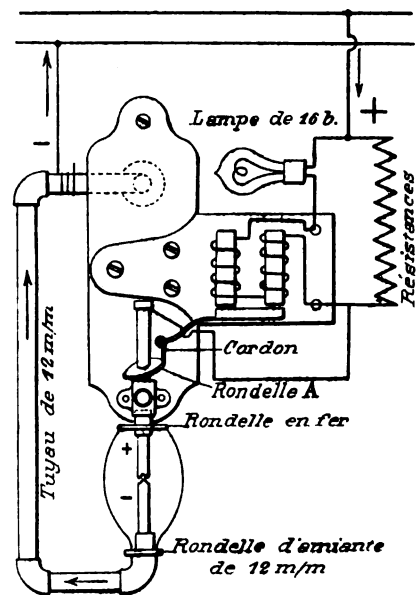 Lampe de 16 b.
+
−
Résistances
Cordon
Rondelle A
Rondelle en fer
Tuyau de 12 m/m
+
−
Rondelle d'amiante
de 12 m/m